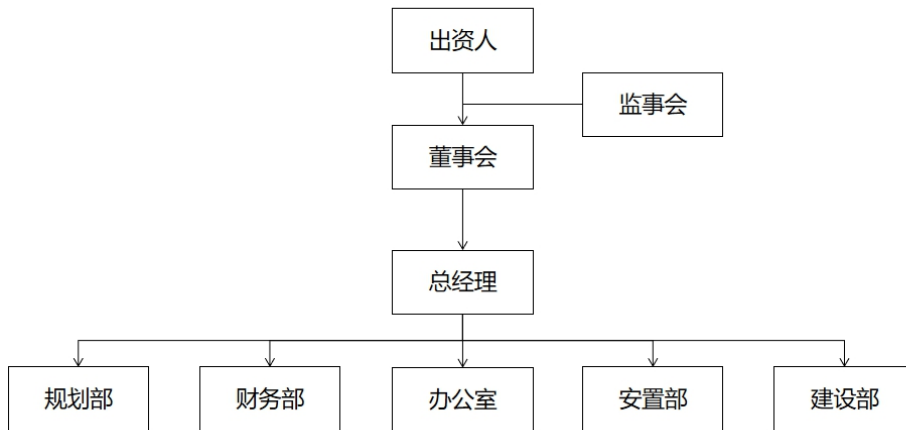 出资人
监事会
董事会
总经理
规划部
财务部
办公室
安置部
建设部